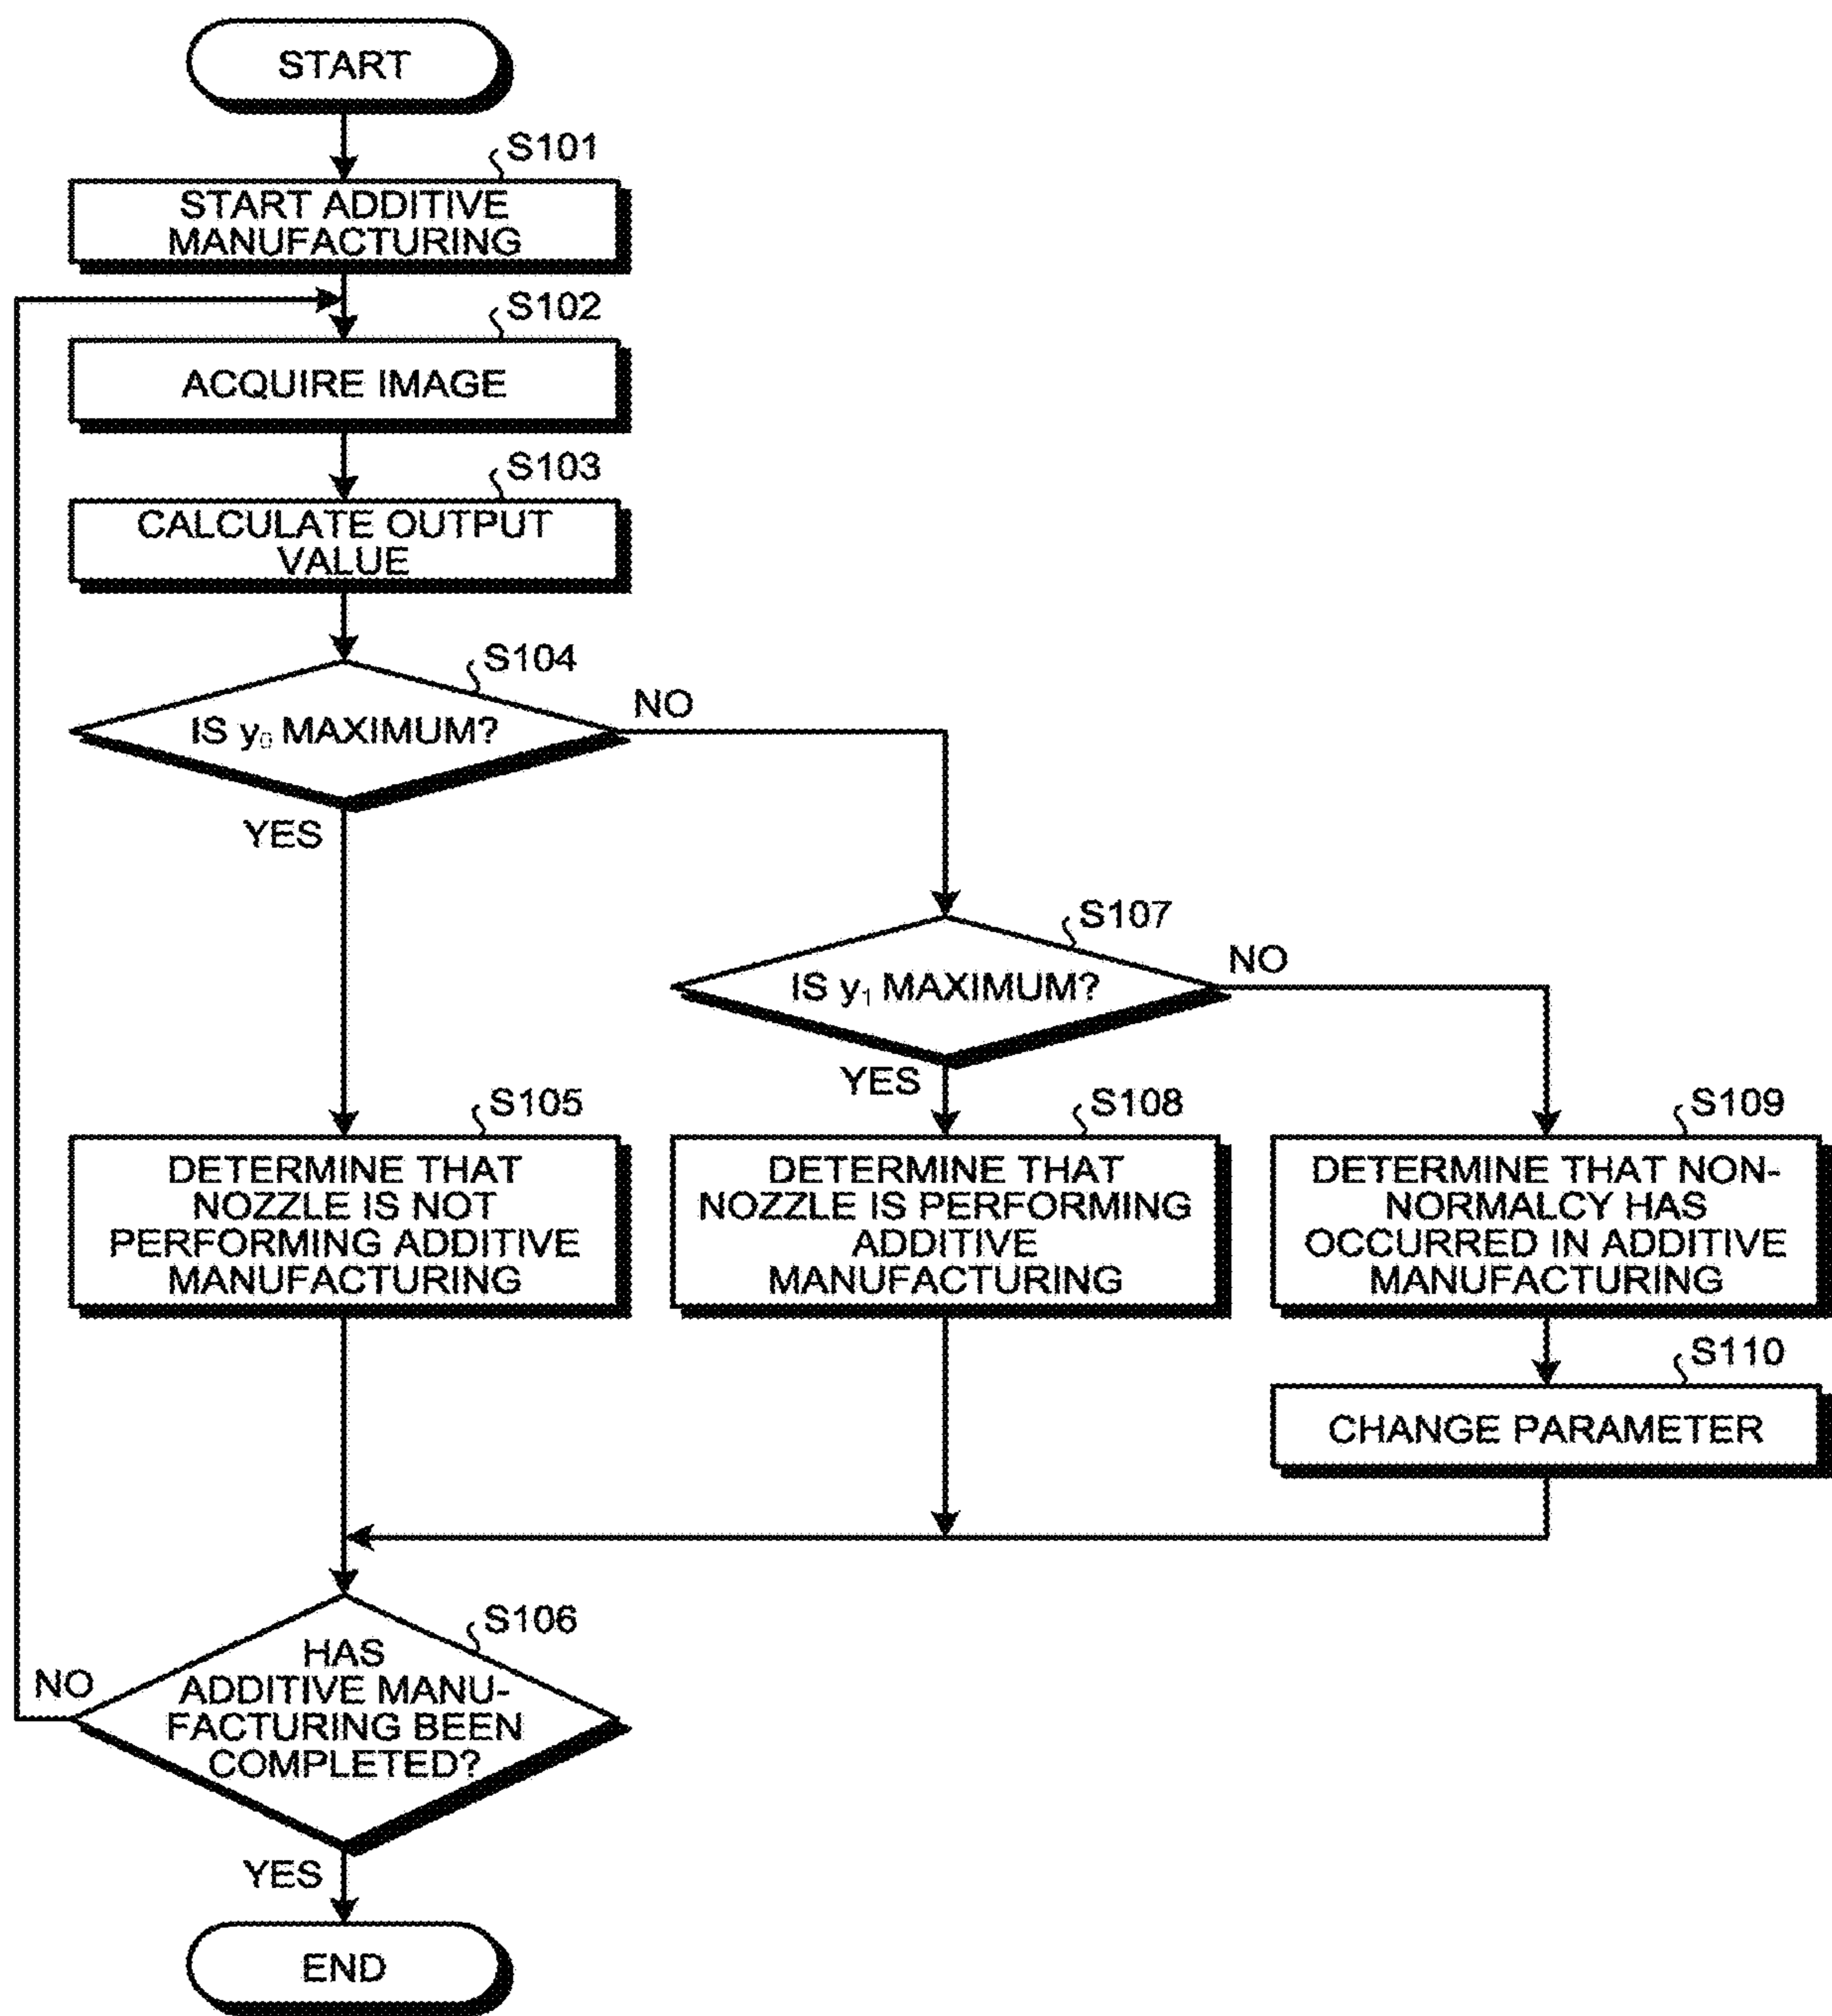 START
S101
START ADDITIVE
MANUFACTURING
S102
ACQUIRE IMAGE
S103
CALCULATE OUTPUT
VALUE
S104
IS y₀ MAXIMUM?
NO
YES
S107
IS y₁ MAXIMUM?
NO
YES
S105
DETERMINE THAT
NOZZLE IS NOT
PERFORMING ADDITIVE
MANUFACTURING
S108
DETERMINE THAT
NOZZLE IS PERFORMING
ADDITIVE
MANUFACTURING
S109
DETERMINE THAT NON-
NORMALCY HAS
OCCURRED IN ADDITIVE
MANUFACTURING
S110
CHANGE PARAMETER
S106
HAS
ADDITIVE MANU-
FACTURING BEEN
COMPLETED?
NO
YES
END